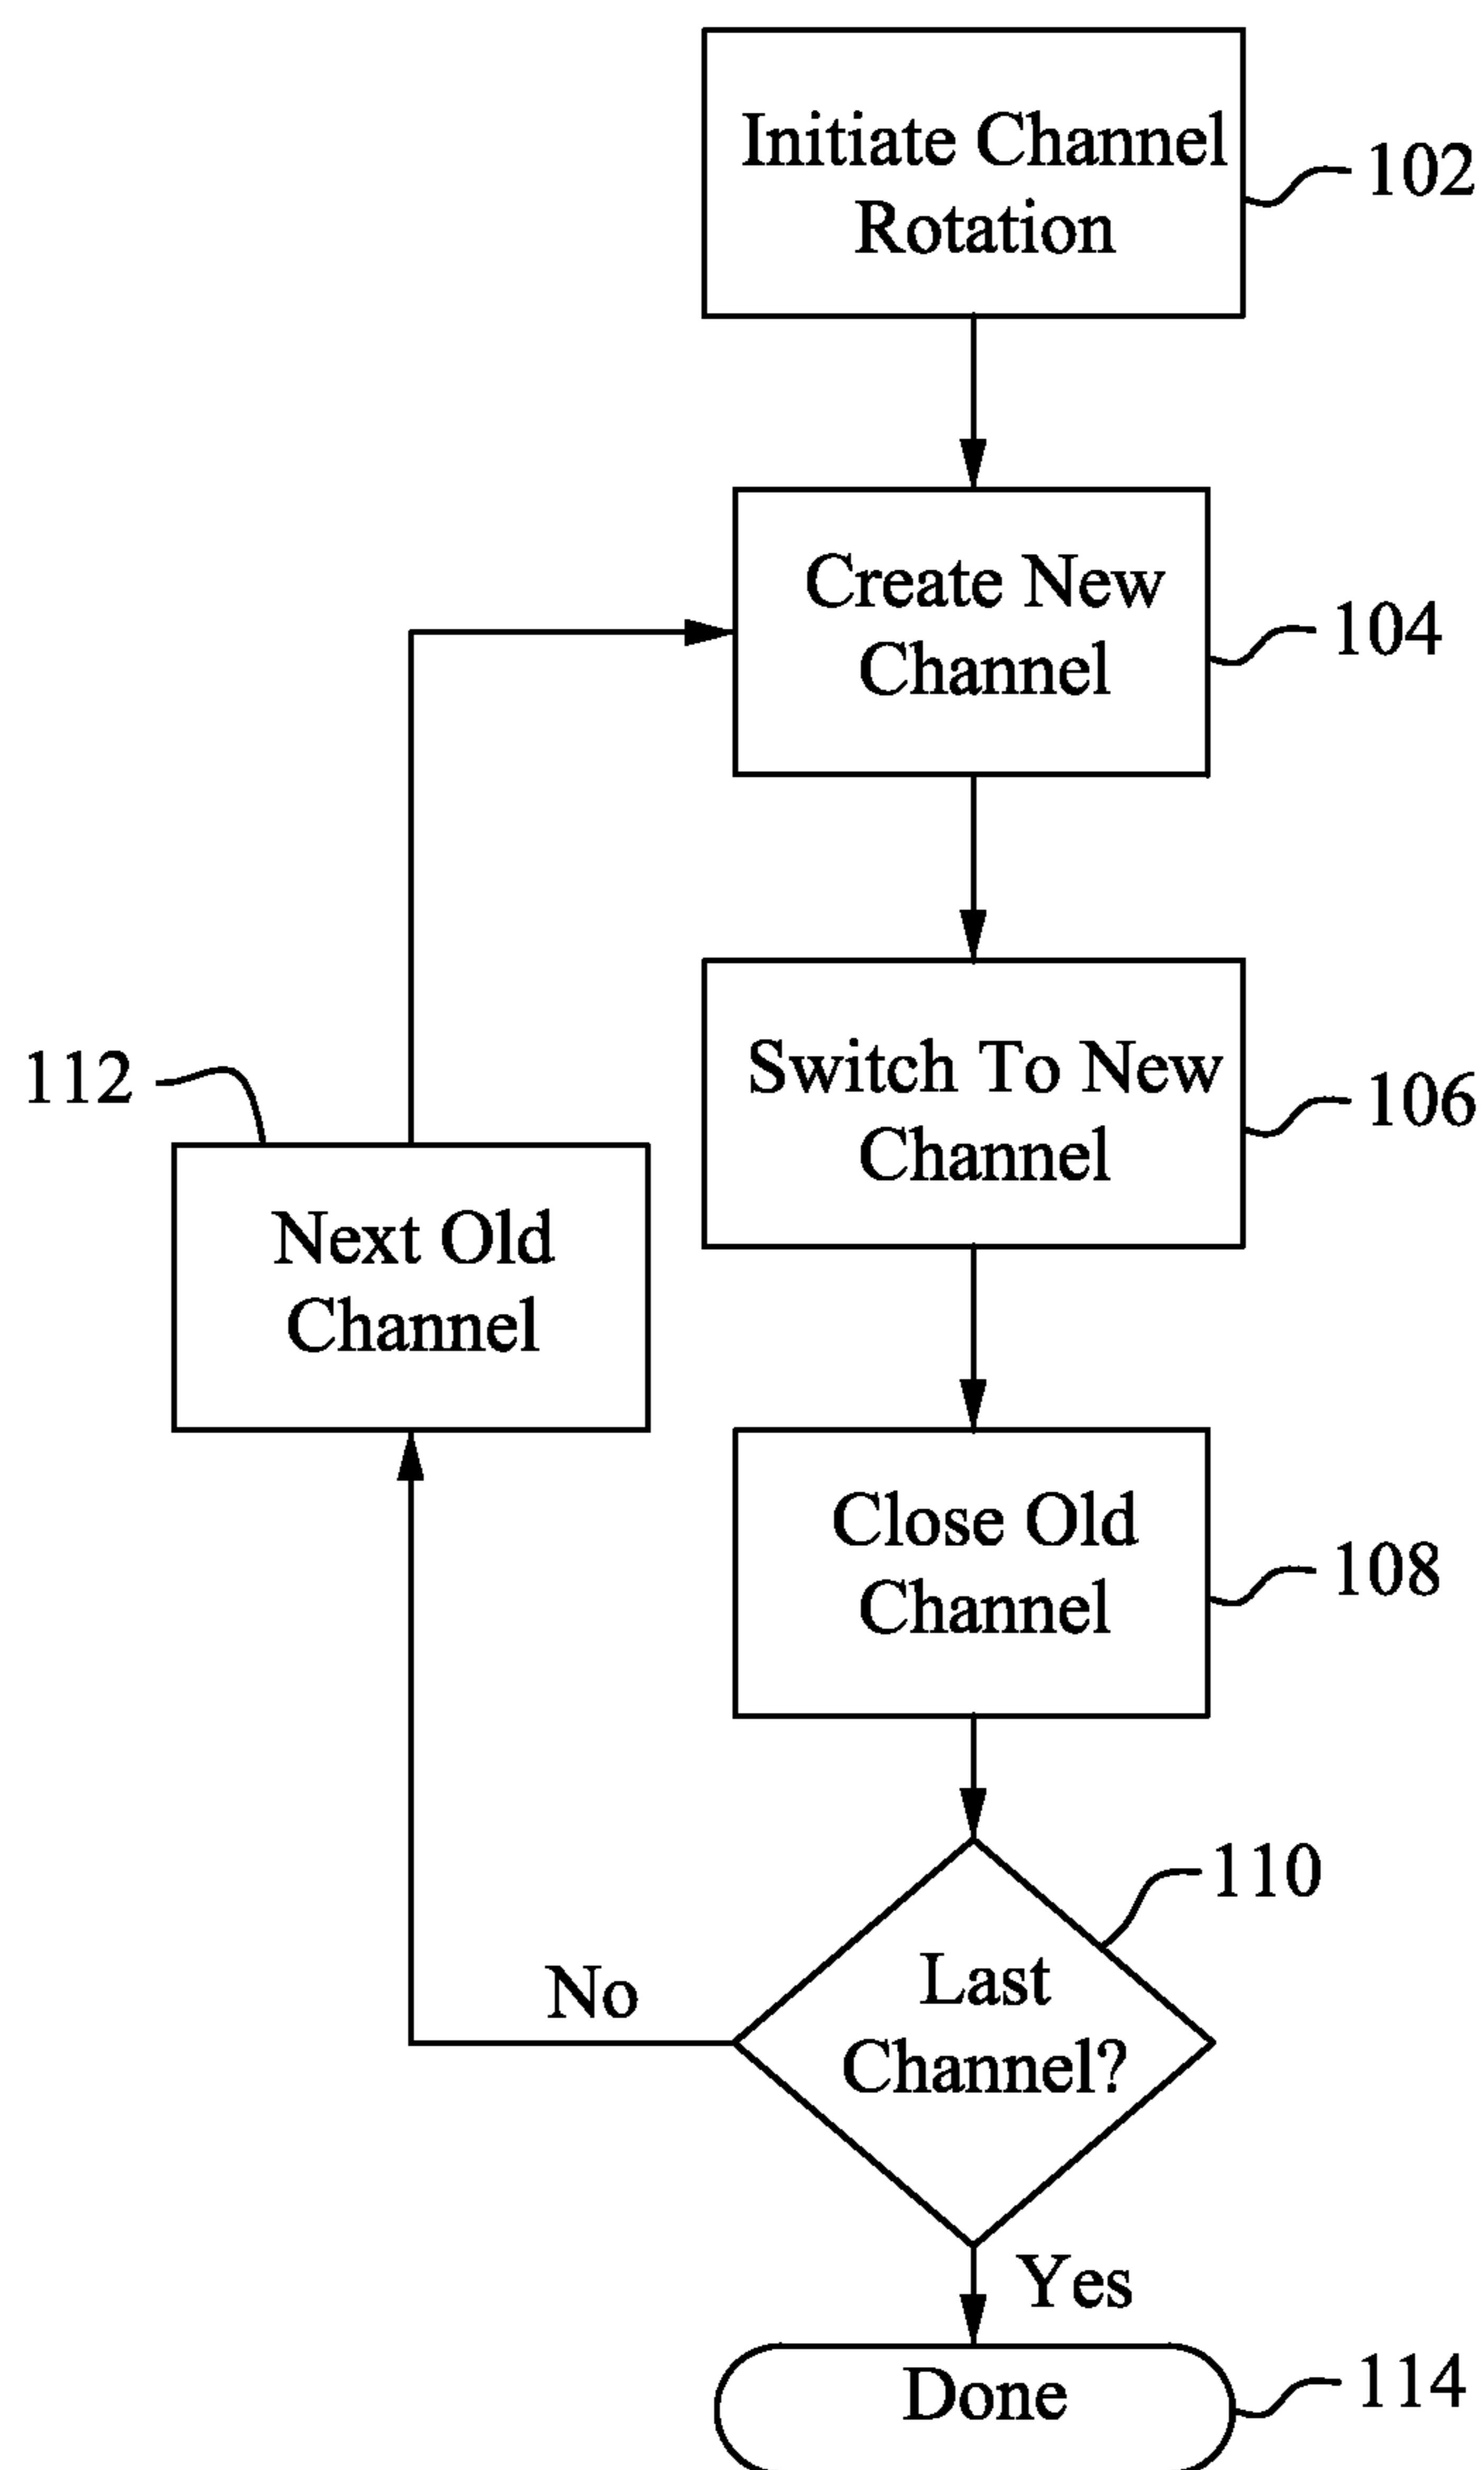 Initiate Channel
Rotation
102
Create New
Channel
104
Switch To New
Channel
106
112
Next Old
Channel
Close Old
Channel
108
110
Last
Channel?
No
Yes
Done
114